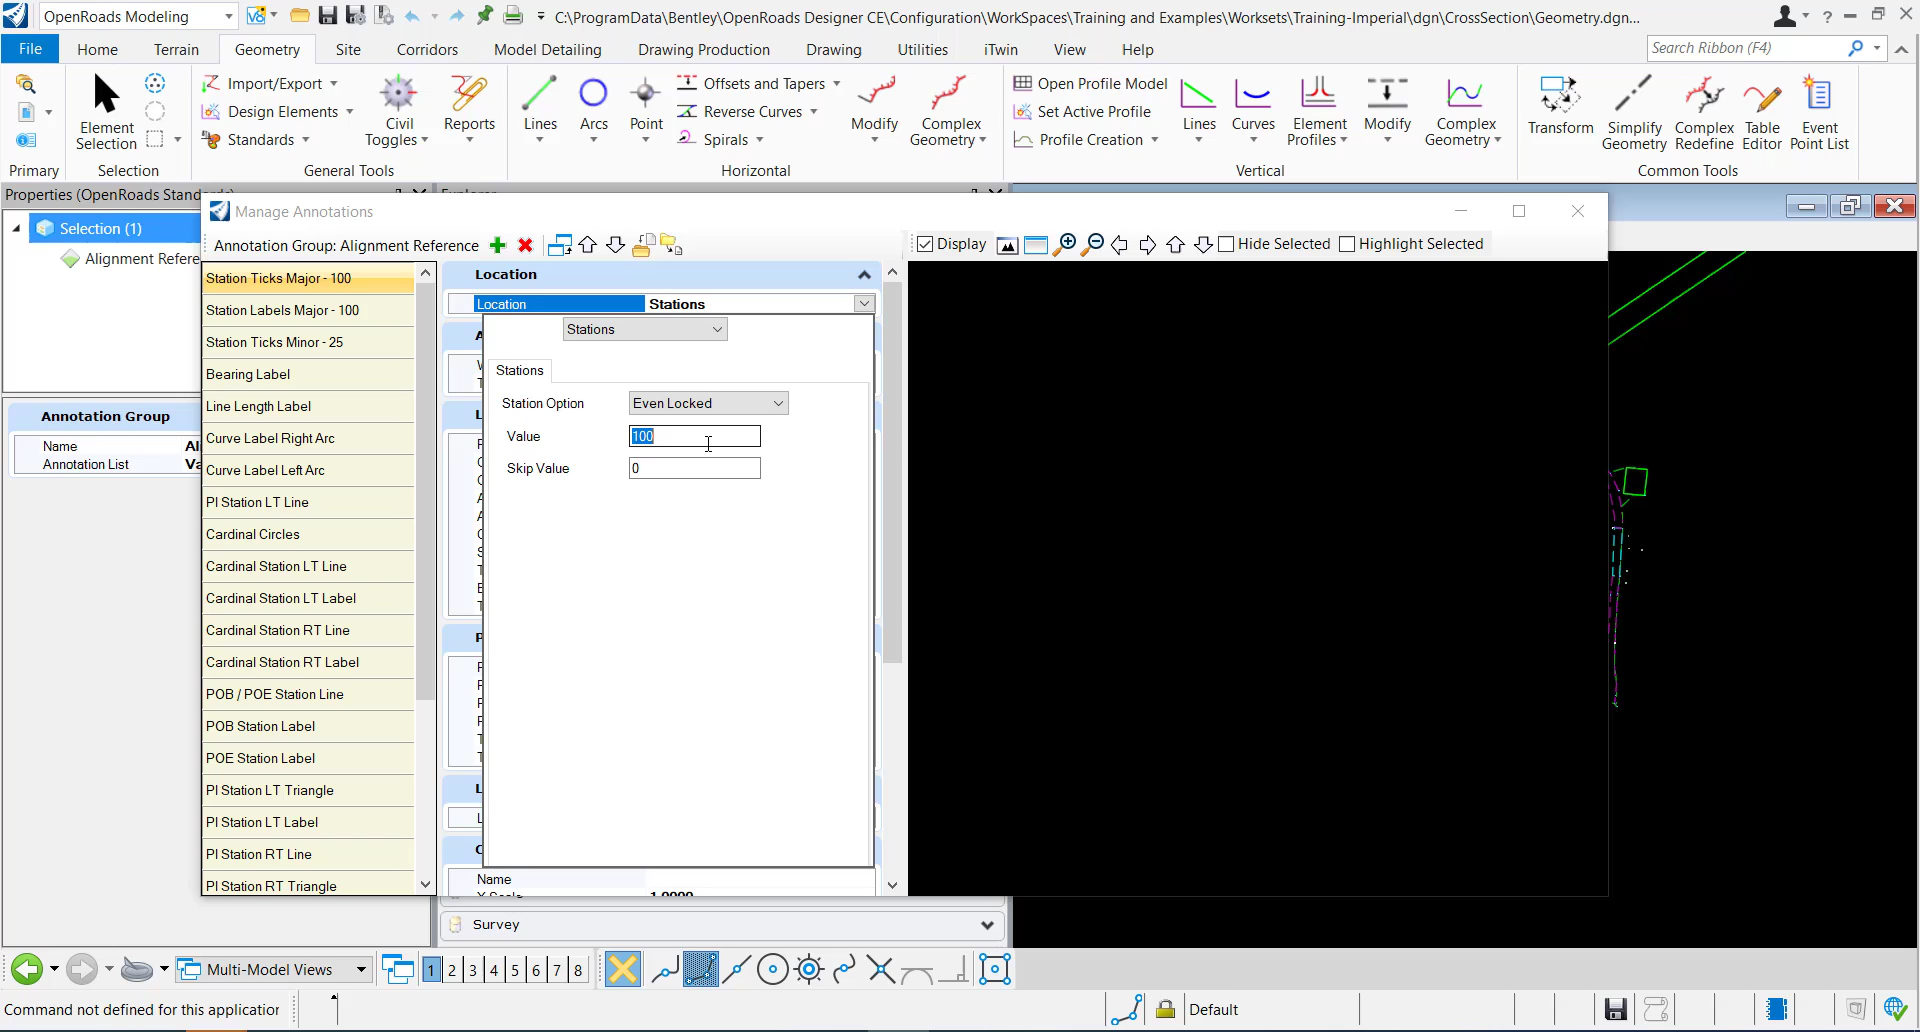 OpenRoads Modeling
C:\ProgramData\Bentley\OpenRoads Designer CE\Configuration\WorkSpaces\Training and Examples\Worksets\Training-Imperial\dgn\CrossSection\Geometry.dgn...
File
Home
Terrain
Geometry
Site
Corridors
Model Detailing
Drawing Production
Drawing
Utilities
iTwin
View
Help
Search Ribbon (F4)
Element
Selection
Import/Export
Design Elements
Standards
Civil
Toggles
Reports
Lines
Arcs
Point
Offsets and Tapers
Reverse Curves
Spirals
Modify
Complex
Geometry
Open Profile Model
Set Active Profile
Profile Creation
Lines
Curves
Element
Profiles
Modify
Complex
Geometry
Transform
Simplify
Geometry
Complex
Redefine
Table
Editor
Event
Point List
Primary
Selection
General Tools
Horizontal
Vertical
Common Tools
Properties (OpenRoads Stand
Selection (1)
Alignment Refere
Annotation Group
Name Ali
Annotation List Va
Manage Annotations
Annotation Group: Alignment Reference
Display
Hide Selected
Highlight Selected
Station Ticks Major - 100
Station Labels Major - 100
Station Ticks Minor - 25
Bearing Label
Line Length Label
Curve Label Right Arc
Curve Label Left Arc
PI Station LT Line
Cardinal Circles
Cardinal Station LT Line
Cardinal Station LT Label
Cardinal Station RT Line
Cardinal Station RT Label
POB / POE Station Line
POB Station Label
POE Station Label
PI Station LT Triangle
PI Station LT Label
PI Station RT Line
PI Station RT Triangle
Location
Location Stations
Stations
Stations
Station Option Even Locked
Value 100
Skip Value 0
Name
X Scale 1.0000
Survey
Multi-Model Views
1 2 3 4 5 6 7 8
Command not defined for this application
Default